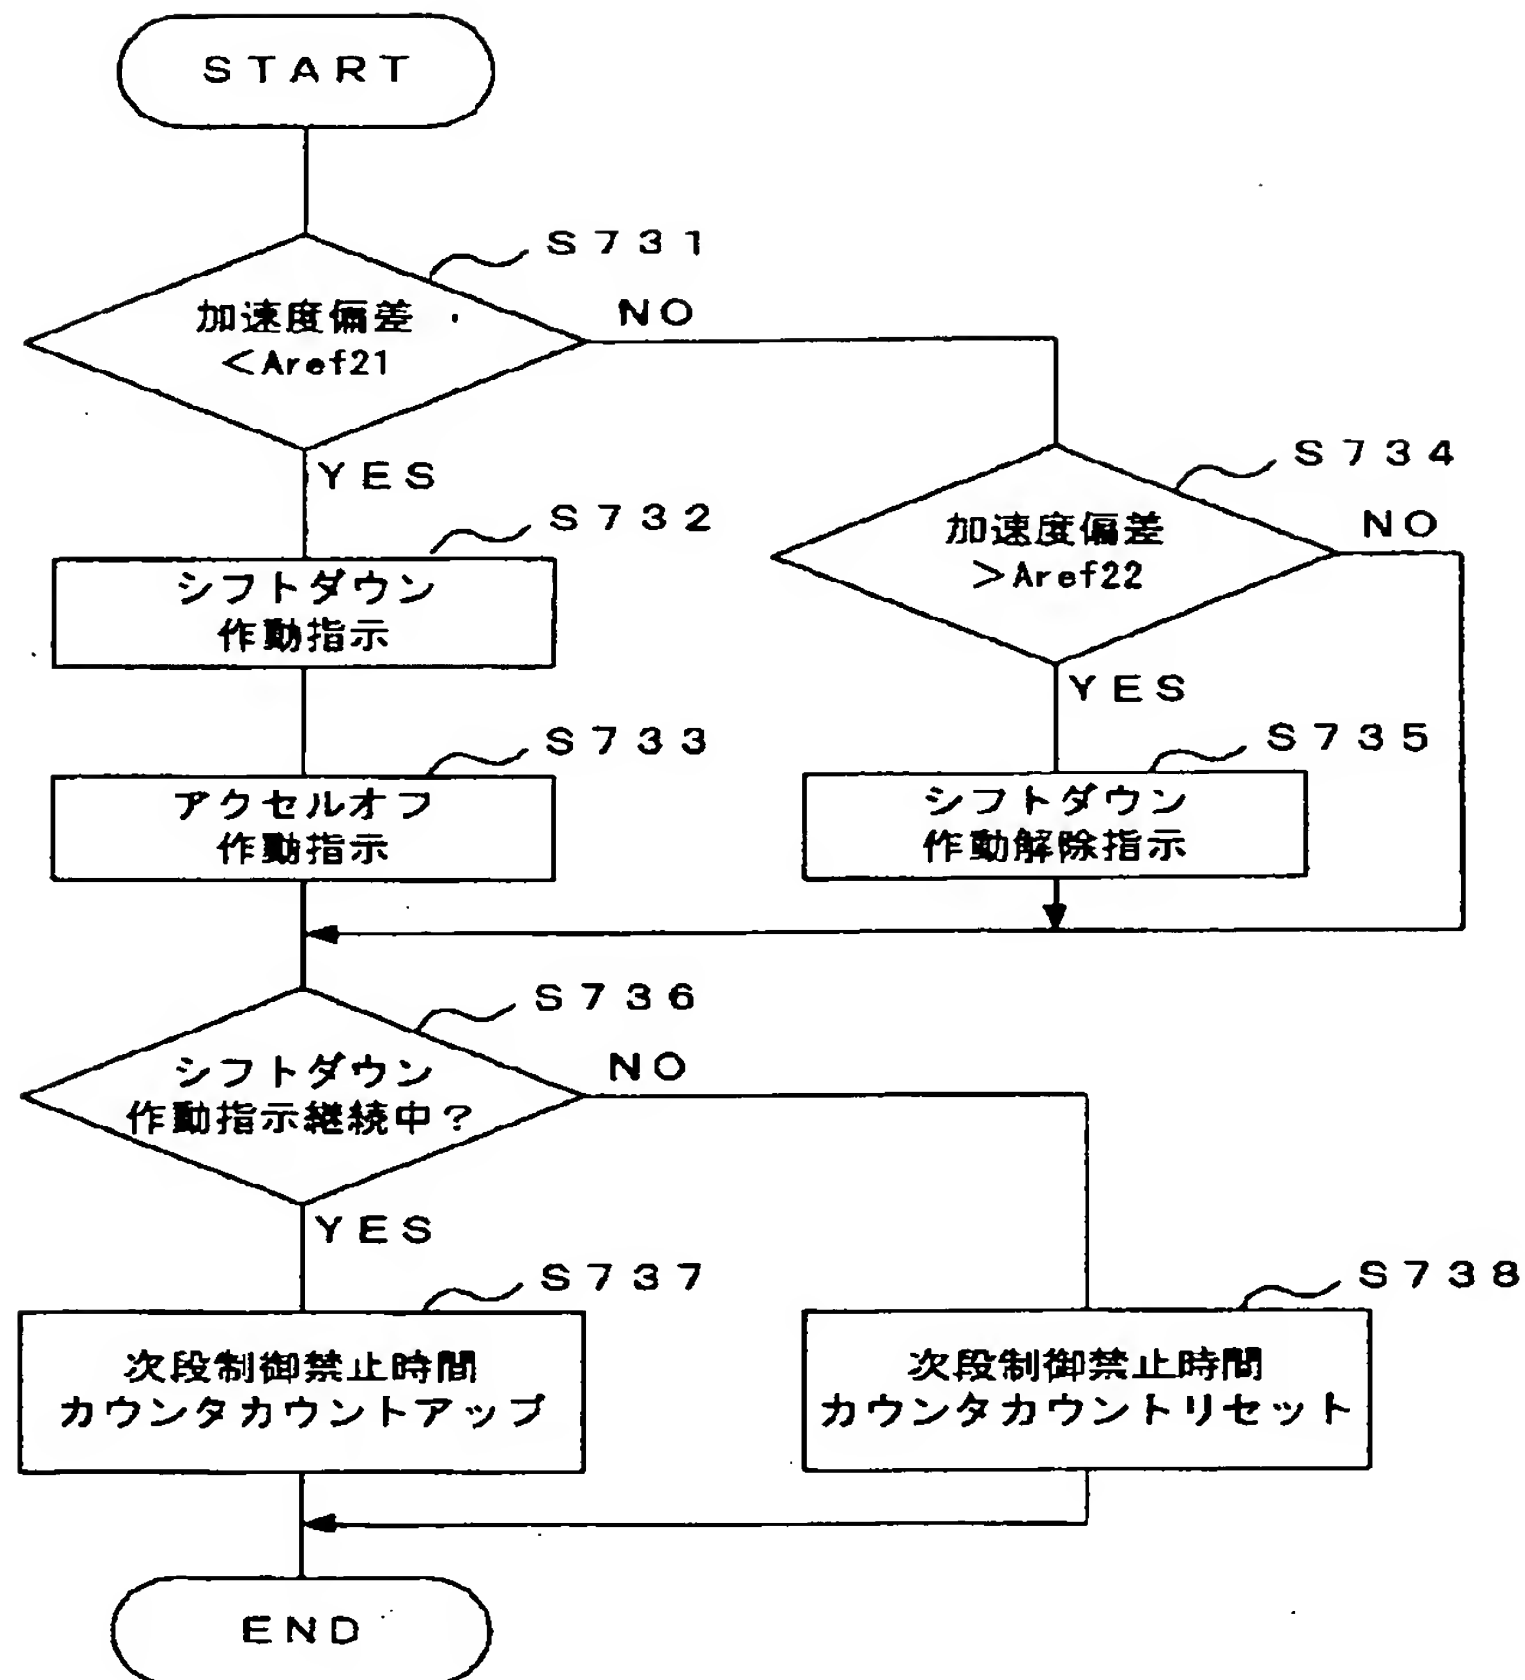 START
S731
加速度偏差
<Aref21
NO
YES
S734
加速度偏差
>Aref22
NO
YES
S732
シフトダウン
作動指示
S733
アクセルオフ
作動指示
S735
シフトダウン
作動解除指示
S736
シフトダウン
作動指示継続中?
NO
YES
S737
次段制御禁止時間
カウンタカウントアップ
S738
次段制御禁止時間
カウンタカウントリセット
END